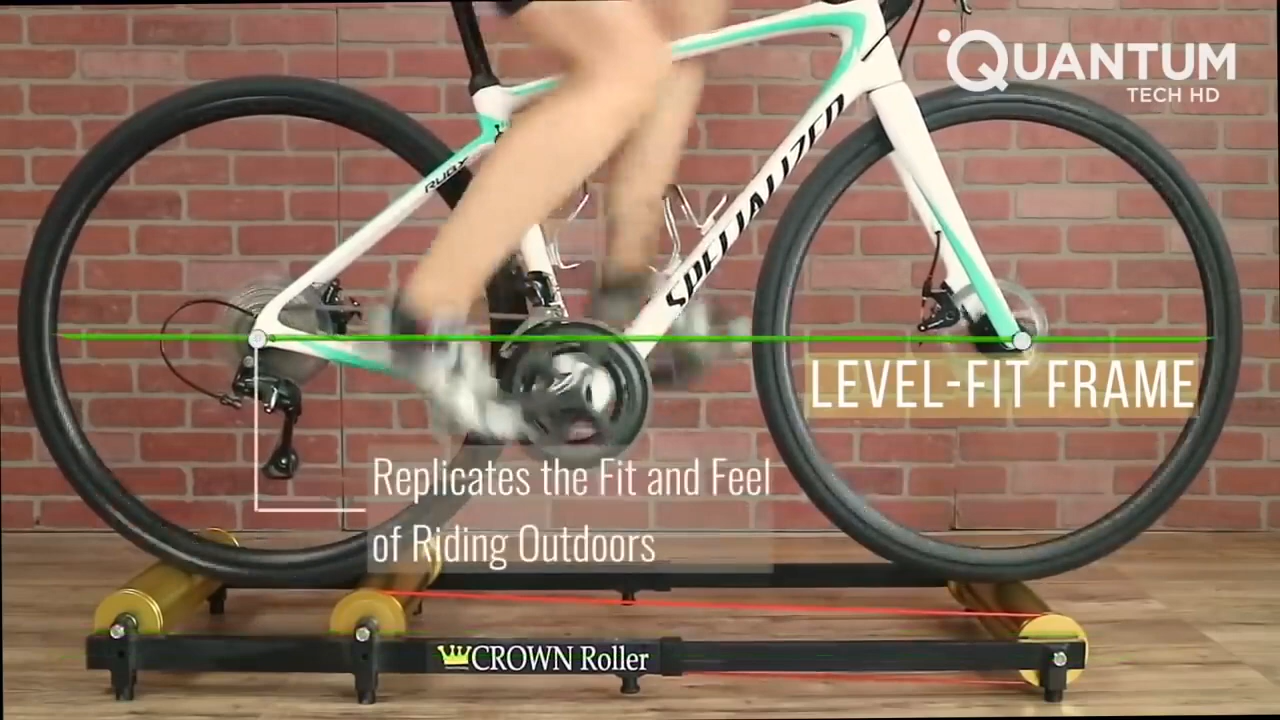 QUANTUM
TECH HD
SPECIALIZED
RUBY
LEVEL-FIT FRAME
Replicates the Fit and Feel
of Riding Outdoors
CROWN Roller